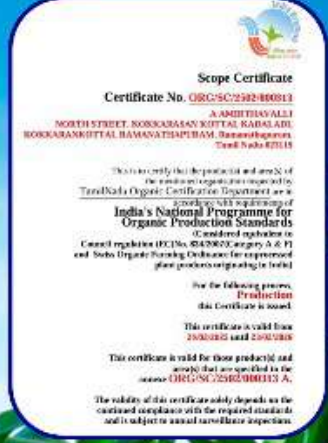 Scope Certificate
Certificate No. ORG/SC/2502/000313
A AMIRTHAVALLI
NORTH STREET, KOKKARASAN KOTTAI, KADALADI,
KOKKARANKOTTAI, RAMANATHAPURAM, Ramanathapuram,
Tamil Nadu-623115
This is to certify that the product(s) and area(s) of
the mentioned organisation inspected by
TamilNadu Organic Certification Department are in
accordance with requirements of
India's National Programme for
Organic Production Standards
(Considered equivalent to
Council regulation (EC)No. 834/2007(Category A & F)
and Swiss Organic Farming Ordinance for unprocessed
plant products originating in India)
For the following process,
Production
this Certificate is issued.
This certificate is valid from
until
This certificate is valid for those product(s) and
area(s) that are specified in the
annexe ORG/SC/2502/000313 A.
The validity of this certificate solely depends on the
continued compliance with the required standards
and is subject to annual surveillance inspections.